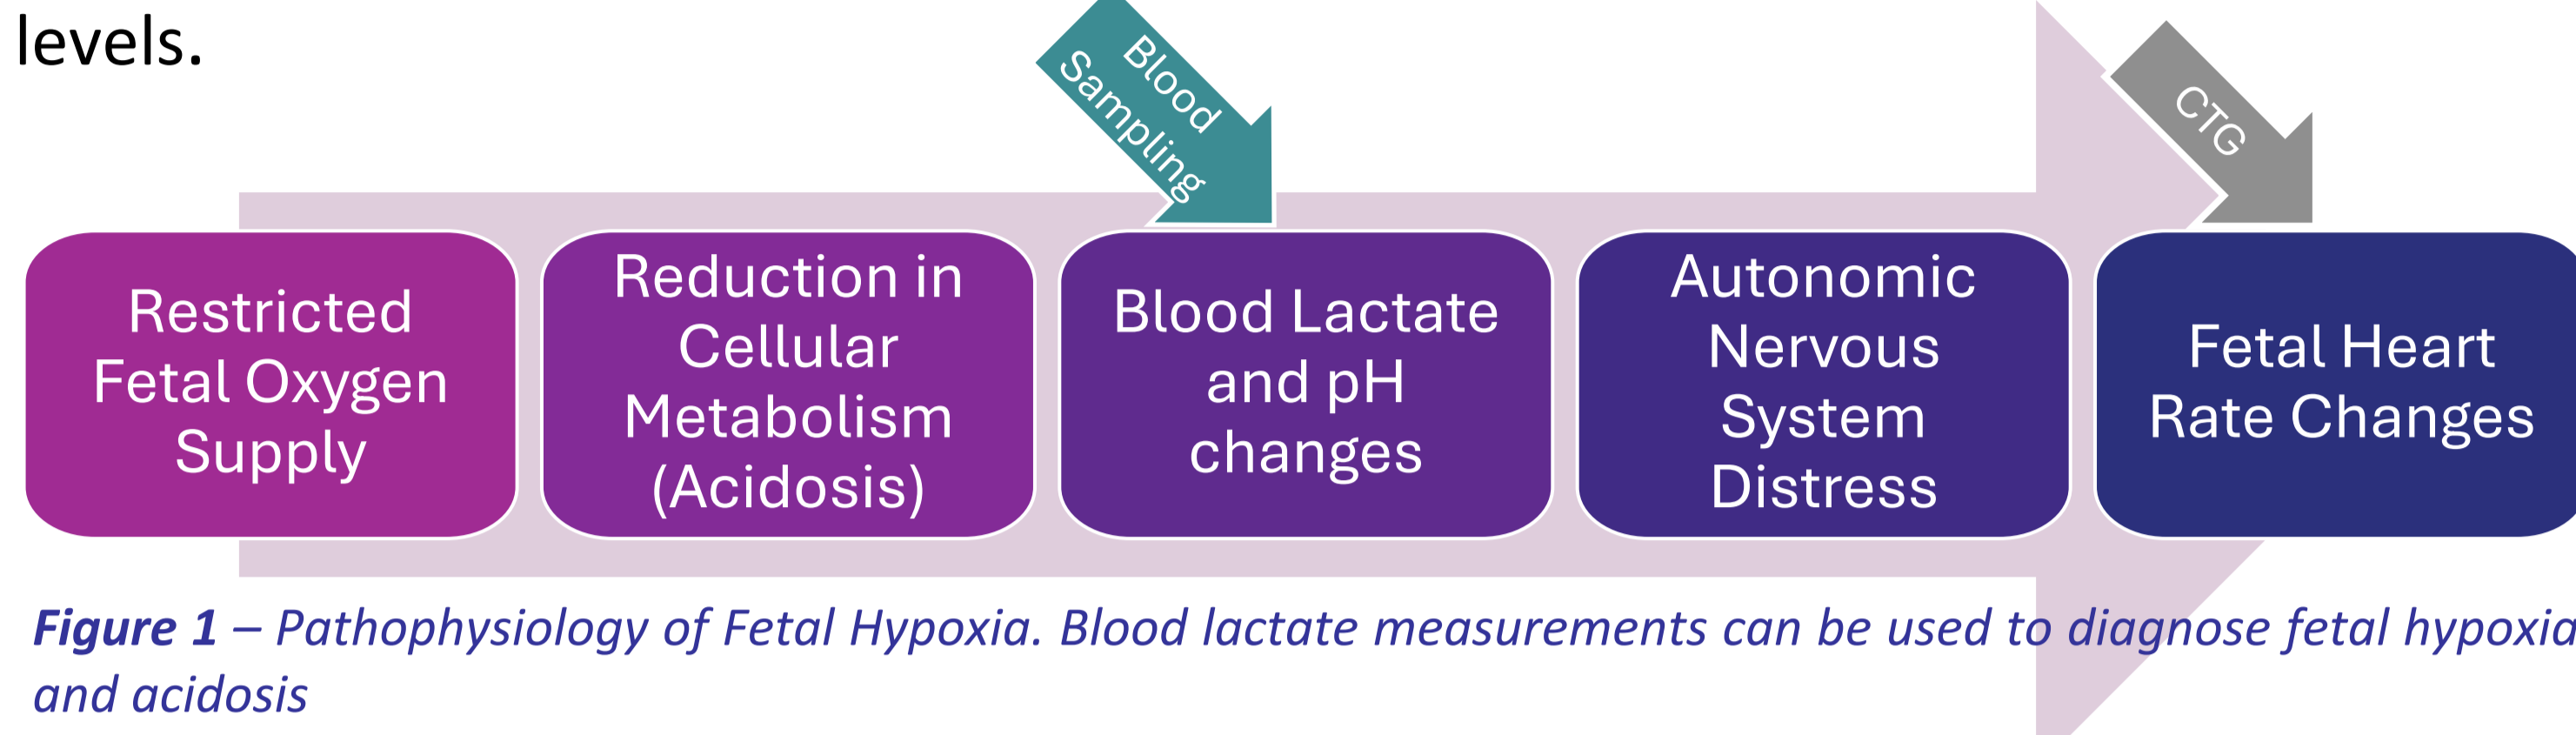 levels.
Blood
Sampling
CTG
Restricted
Fetal Oxygen
Supply
Reduction in
Cellular
Metabolism
(Acidosis)
Blood Lactate
and pH
changes
Autonomic
Nervous
System
Distress
Fetal Heart
Rate Changes
Figure 1 – Pathophysiology of Fetal Hypoxia. Blood lactate measurements can be used to diagnose fetal hypoxia
and acidosis